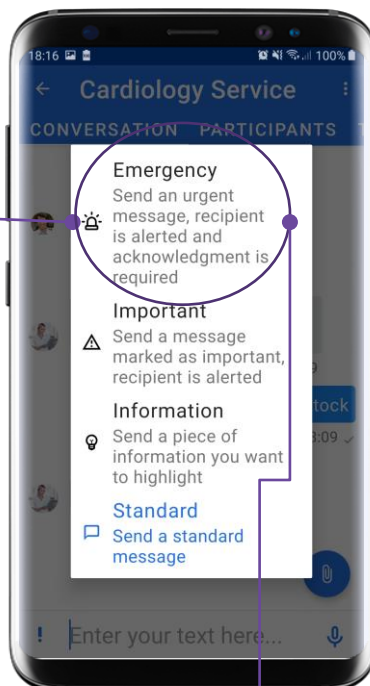 18:16 100%
Cardiology Service
CONVERSATION PARTICIPANTS
Emergency
Send an urgent
message, recipient
is alerted and
acknowledgment is
required
Important
Send a message
marked as important,
recipient is alerted
Information
Send a piece of
information you want
to highlight
Standard
Send a standard
message
tock
:09
Enter your text here...